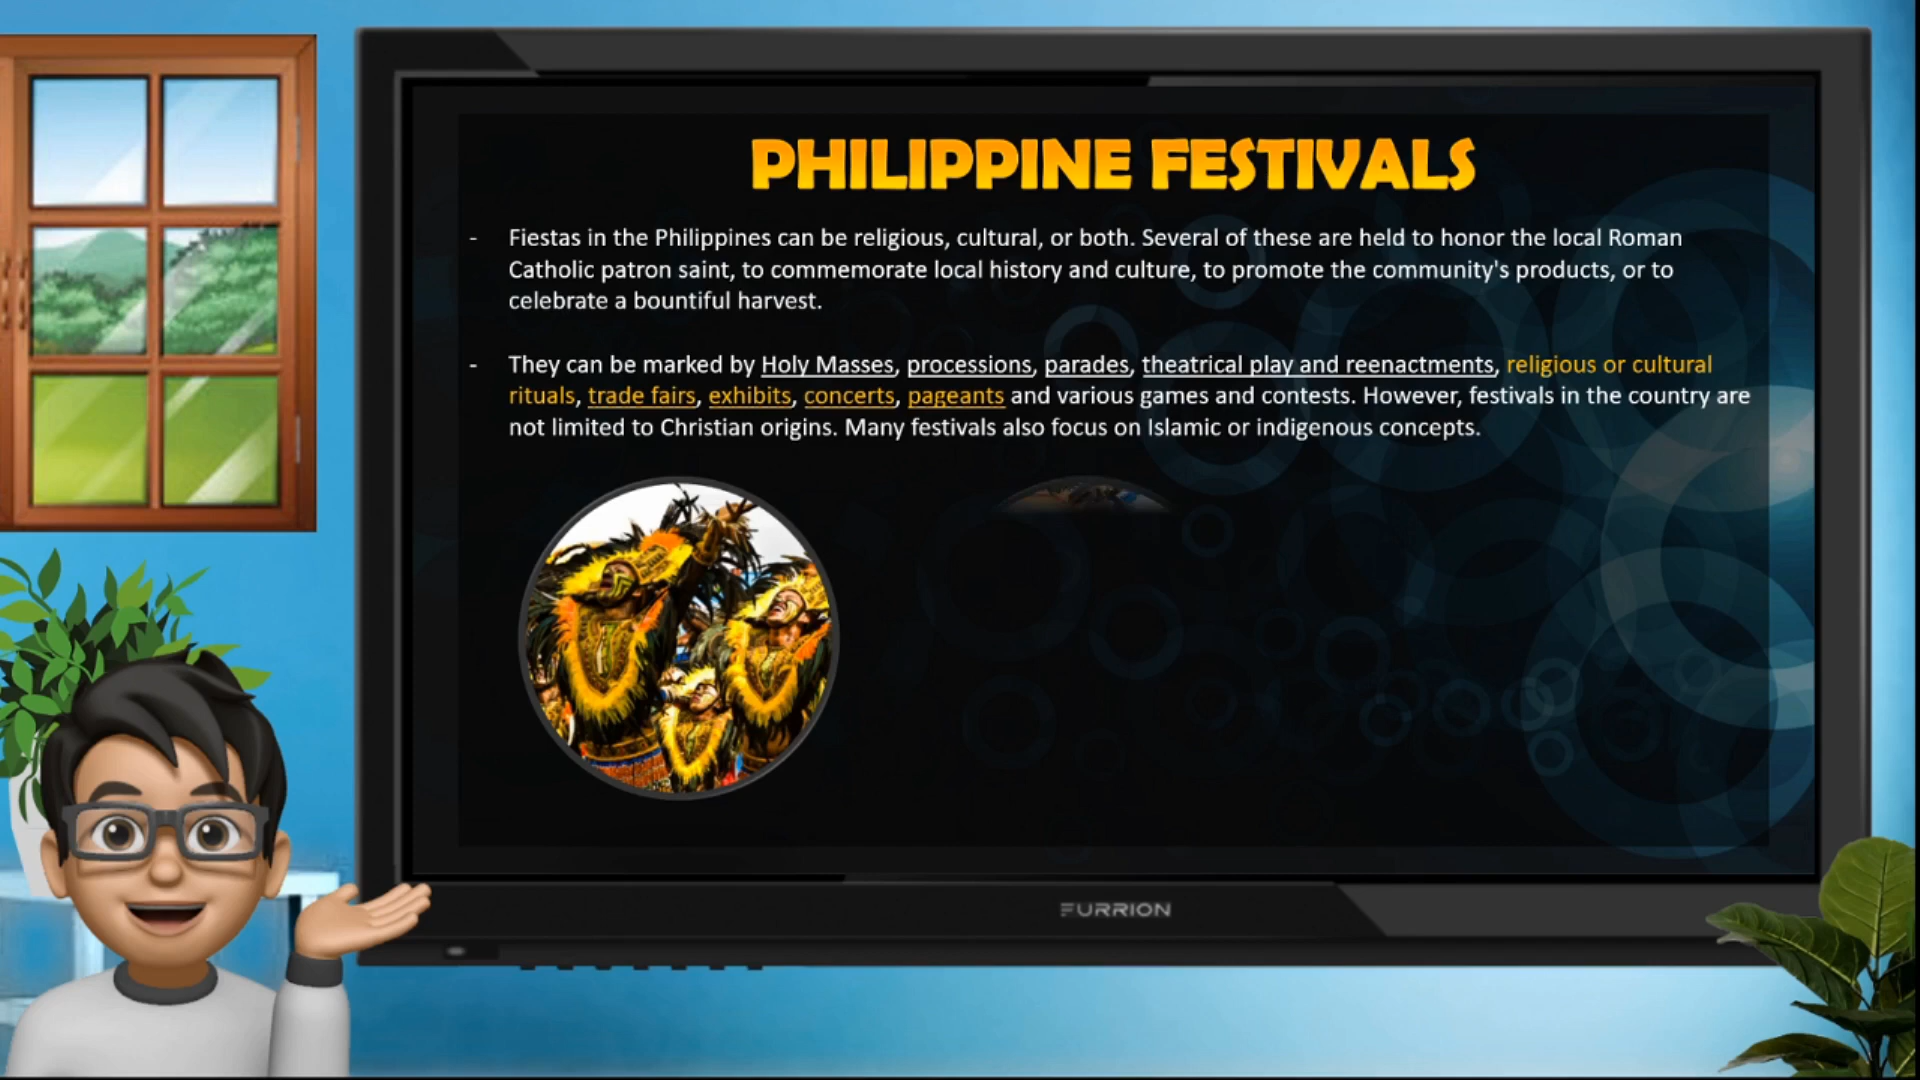 PHILIPPINE FESTIVALS
- Fiestas in the Philippines can be religious, cultural, or both. Several of these are held to honor the local Roman
Catholic patron saint, to commemorate local history and culture, to promote the community's products, or to
celebrate a bountiful harvest.
- They can be marked by Holy Masses, processions, parades, theatrical play and reenactments, religious or cultural
rituals, trade fairs, exhibits, concerts, pageants and various games and contests. However, festivals in the country are
not limited to Christian origins. Many festivals also focus on Islamic or indigenous concepts.
FURRION